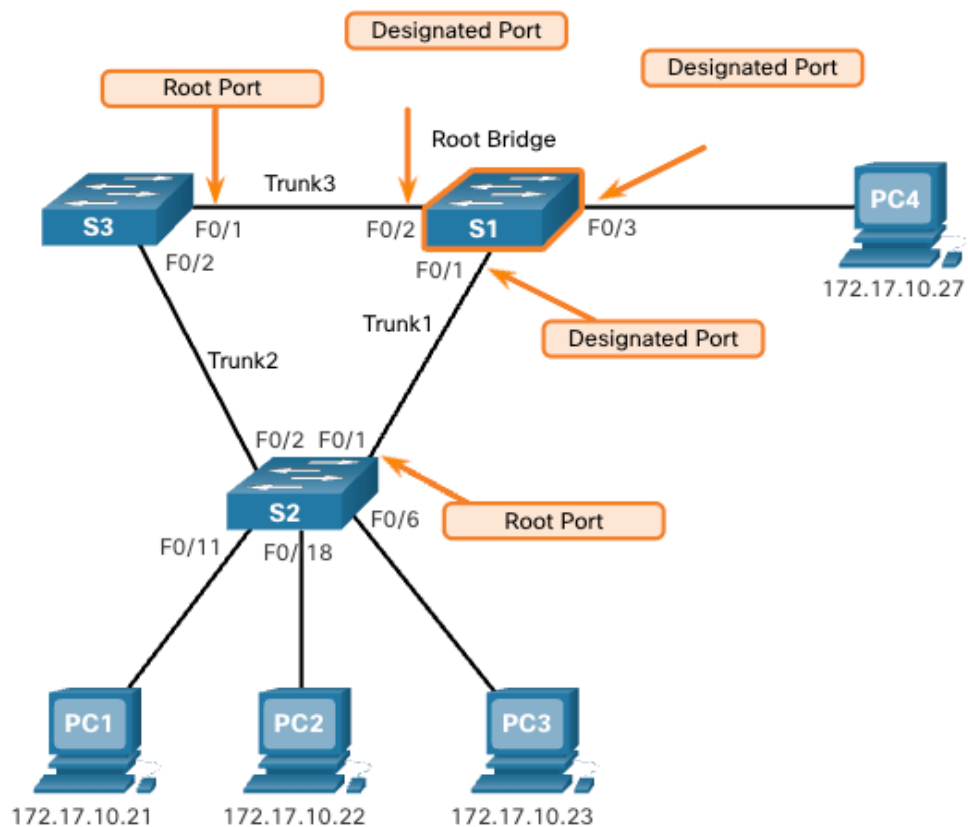 Designated Port
Designated Port
Root Port
Root Bridge
Trunk3
S3
F0/1
F0/2
S1
F0/3
PC4
F0/2
F0/1
172.17.10.27
Trunk1
Designated Port
Trunk2
F0/2 F0/1
S2
F0/6
Root Port
F0/11
F0/ 18
PC1
PC2
PC3
172.17.10.21
172.17.10.22
172.17.10.23